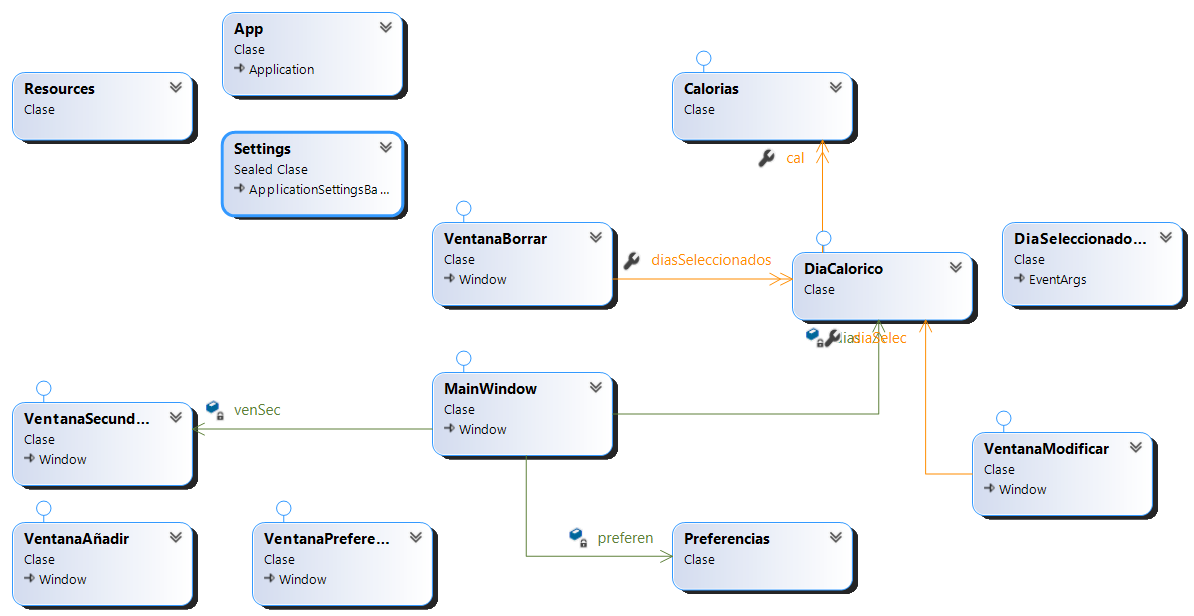 App
Clase
Application
Resources
Clase
Settings
Sealed Clase
ApplicationSettingsBa...
Calorias
Clase
cal
VentanaBorrar
Clase
Window
diasSeleccionados
DiaCalorico
Clase
DiaSeleccionado...
Clase
EventArgs
diaSelec
MainWindow
Clase
Window
venSec
VentanaSecund...
Clase
Window
VentanaModificar
Clase
Window
VentanaAñadir
Clase
Window
VentanaPrefere...
Clase
Window
preferen
Preferencias
Clase